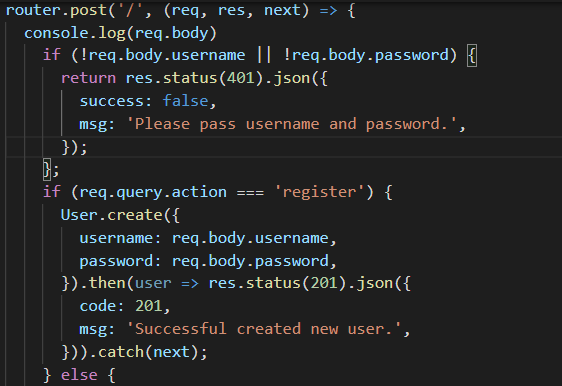 router.post('/', (req, res, next) => {
  console.log(req.body)
    if (!req.body.username || !req.body.password) {
      return res.status(401).json({
        success: false,
        msg: 'Please pass username and password.',
      });
    };
    if (req.query.action === 'register') {
      User.create({
        username: req.body.username,
        password: req.body.password,
      }).then(user => res.status(201).json({
        code: 201,
        msg: 'Successful created new user.',
      })).catch(next);
    } else {